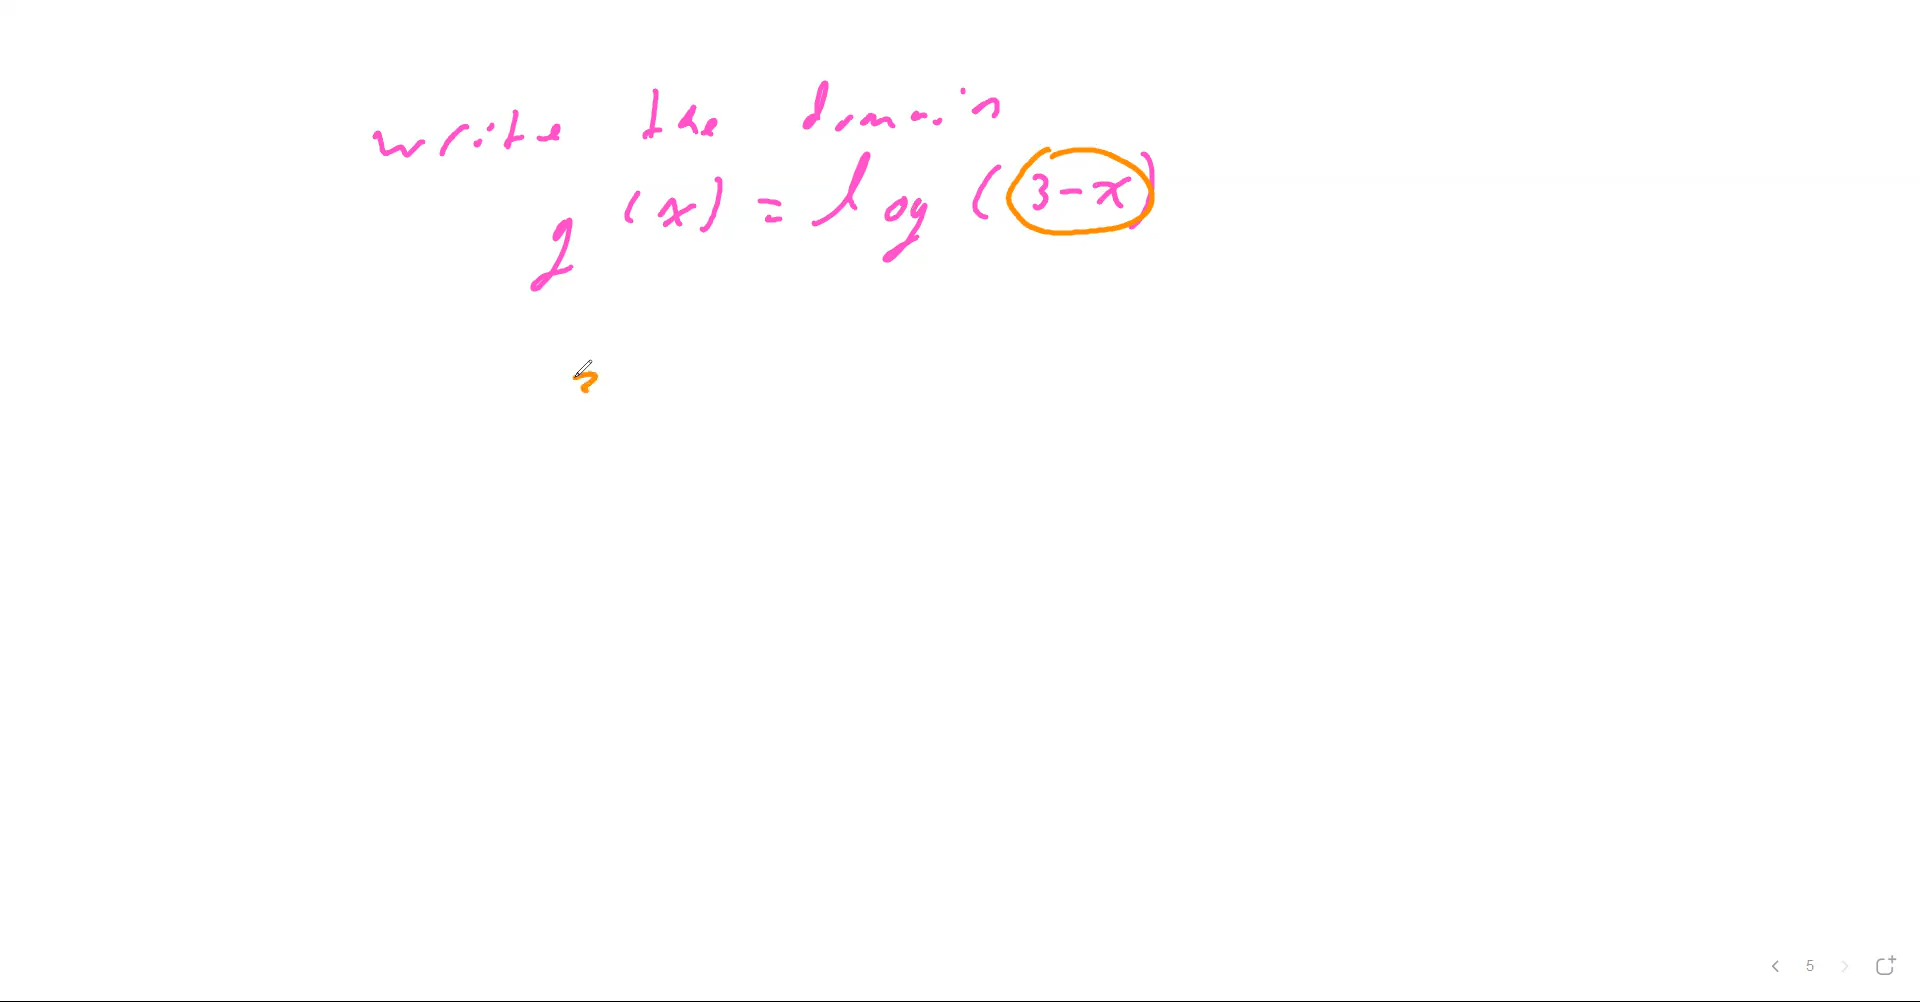 write the domain
g(x) = log (3-x)
5